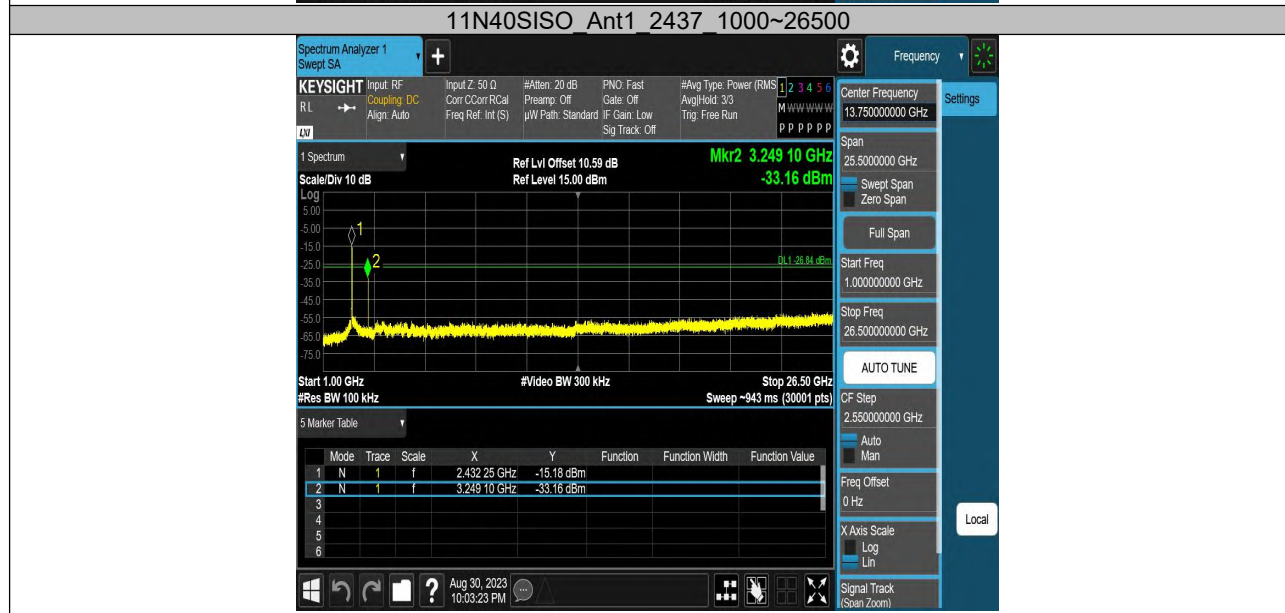 11N40SISO_Ant1_2437_1000~26500
Spectrum Analyzer 1
Swept SA
+
Frequency
KEYSIGHT
RL
LXI
Input: RF
Coupling: DC
Align: Auto
Input Z: 50 Ω
Corr CCorr RCal
Freq Ref: Int (S)
#Atten: 20 dB
Preamp: Off
µW Path: Standard
PNO: Fast
Gate: Off
IF Gain: Low
Sig Track: Off
#Avg Type: Power (RMS
Avg|Hold: 3/3
Trig: Free Run
1 2 3 4 5 6
M W W W W W
P P P P P P
1 Spectrum
Scale/Div 10 dB
Ref Lvl Offset 10.59 dB
Ref Level 15.00 dBm
Mkr2 3.249 10 GHz
-33.16 dBm
Log
5.00
-5.00
-15.0
-25.0
-35.0
-45.0
-55.0
-65.0
-75.0
1
2
DL1 -26.84 dBm
Start 1.00 GHz
#Res BW 100 kHz
#Video BW 300 kHz
Stop 26.50 GHz
Sweep ~943 ms (30001 pts)
5 Marker Table
Mode Trace Scale X Y Function Function Width Function Value
1 N 1 f 2.432 25 GHz -15.18 dBm
2 N 1 f 3.249 10 GHz -33.16 dBm
3
4
5
6
?
Aug 30, 2023
10:03:23 PM
Center Frequency
13.750000000 GHz
Settings
Span
25.5000000 GHz
Swept Span
Zero Span
Full Span
Start Freq
1.000000000 GHz
Stop Freq
26.500000000 GHz
AUTO TUNE
CF Step
2.550000000 GHz
Auto
Man
Freq Offset
0 Hz
Local
X Axis Scale
Log
Lin
Signal Track
(Span Zoom)